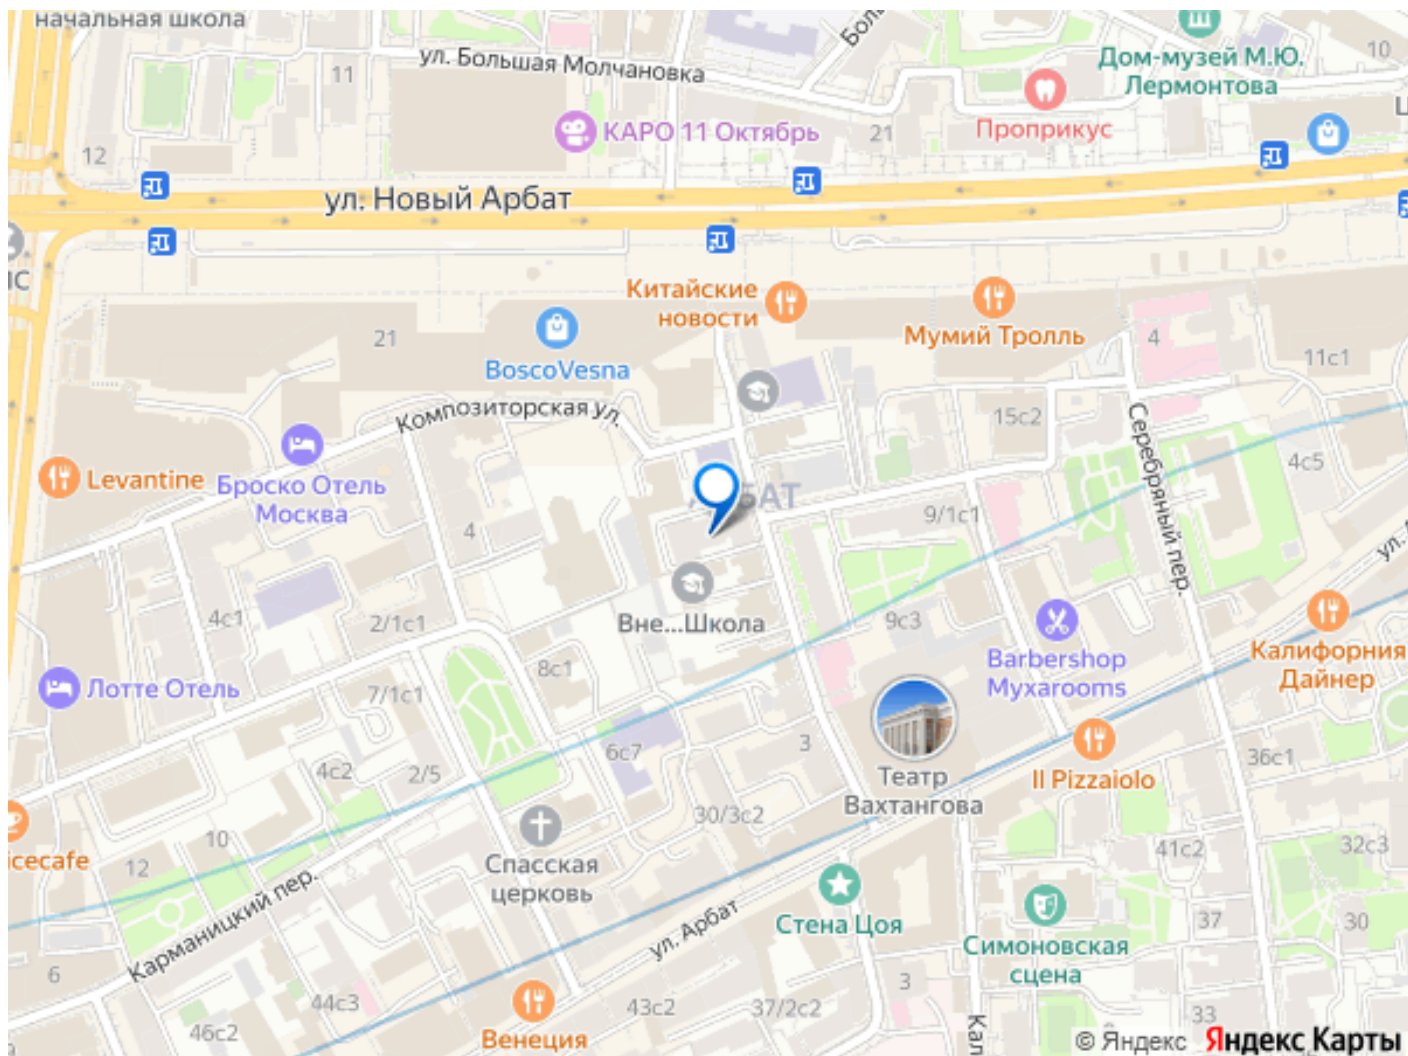 начальная школа
ул. Большая Молчановка
11
12
КАРО 11 Октябрь
21
Проприкус
Дом-музей М.Ю.
Лермонтова
10
ул. Новый Арбат
Китайские
новости
Мумий Тролль
4
11с1
21
BoscoVesna
Композиторская ул.
15с2
Серебряный пер.
4с5
Levantine
Броско Отель
Москва
4
9/1с1
4с1
2/1с1
Вне...Школа
9с3
Barbershop
Myxarooms
Калифорния
Дайнер
Лотте Отель
7/1с1
8с1
6с7
3
4с2
2/5
Театр
Вахтангова
Il Pizzaiolo
36с1
30/3с2
10
12
icecafe
Карманицкий пер.
Спасская
церковь
ул. Арбат
Стена Цоя
41с2
32с3
37
30
Симоновская
сцена
6
44с3
46с2
Венеция
43с2
37/2с2
3
33
Кал
© Яндекс Яндекс Карты